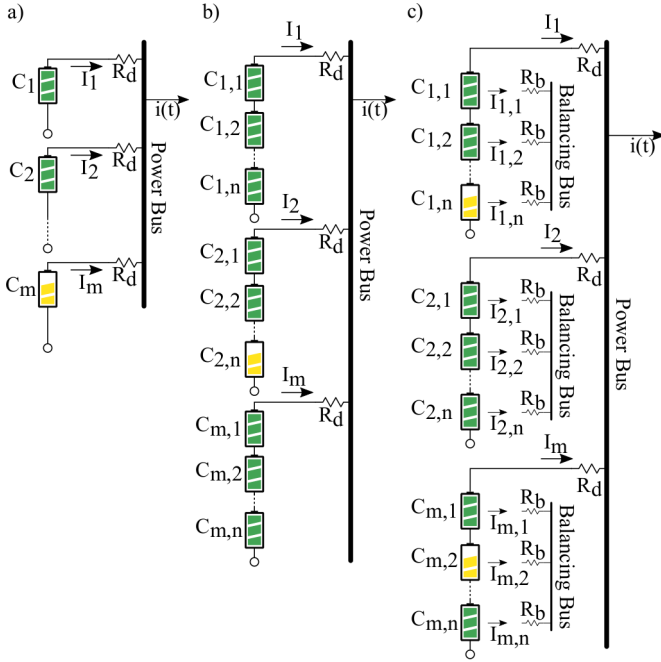 a)
I1
Rd
C1
i(t)
C2
I2
Rd
Power Bus
Cm
Im
Rd
b)
I1
Rd
C1,1
i(t)
C1,2
C1,n
I2
Rd
C2,1
Power Bus
C2,2
C2,n
Im
Rd
Cm,1
Cm,2
Cm,n
c)
I1
Rd
C1,1
I1,1
Rb
C1,2
I1,2
Rb
Balancing Bus
i(t)
C1,n
I1,n
Rb
I2
Rd
C2,1
I2,1
Rb
C2,2
I2,2
Rb
Balancing Bus
Power Bus
C2,n
I2,n
Rb
Im
Rd
Cm,1
Im,1
Rb
Cm,2
Im,2
Rb
Balancing Bus
Cm,n
Im,n
Rb